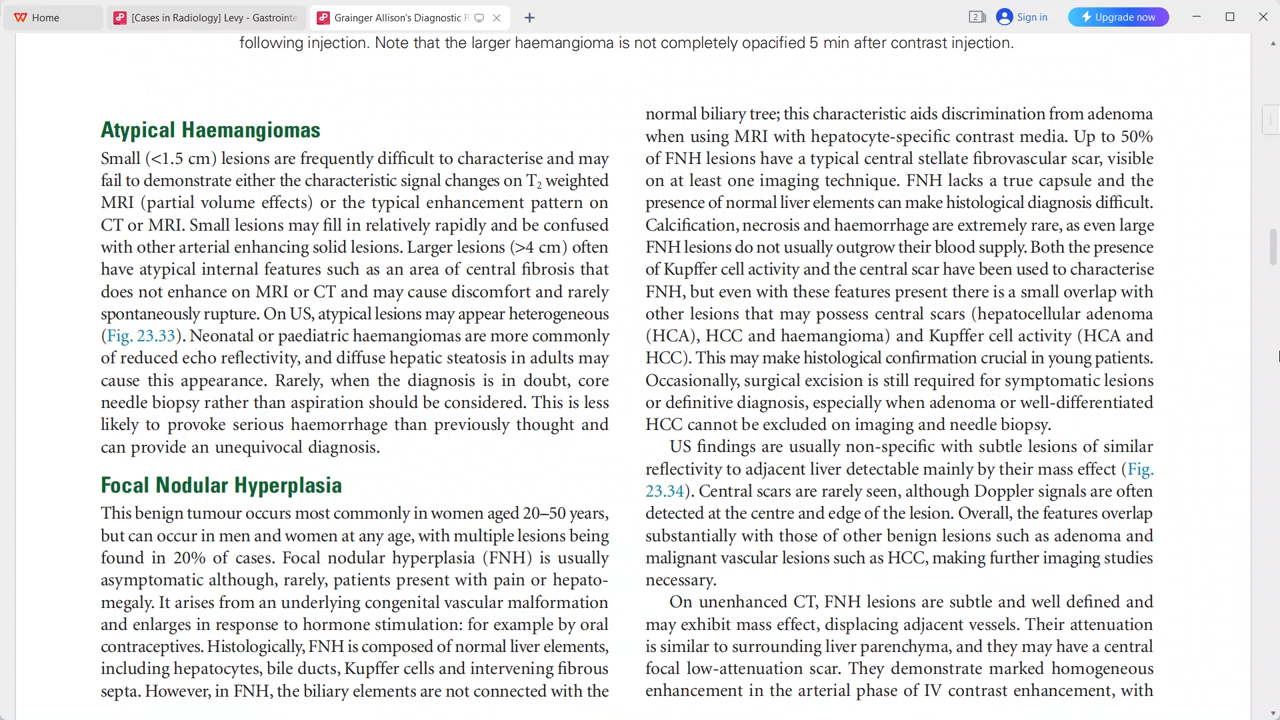 Home
[Cases in Radiology] Levy - Gastrointe
Grainger Allison's Diagnostic R
2
Sign in
Upgrade now
following injection. Note that the larger haemangioma is not completely opacified 5 min after contrast injection.
Atypical Haemangiomas
Small (<1.5 cm) lesions are frequently difficult to characterise and may
fail to demonstrate either the characteristic signal changes on T2 weighted
MRI (partial volume effects) or the typical enhancement pattern on
CT or MRI. Small lesions may fill in relatively rapidly and be confused
with other arterial enhancing solid lesions. Larger lesions (>4 cm) often
have atypical internal features such as an area of central fibrosis that
does not enhance on MRI or CT and may cause discomfort and rarely
spontaneously rupture. On US, atypical lesions may appear heterogeneous
(Fig. 23.33). Neonatal or paediatric haemangiomas are more commonly
of reduced echo reflectivity, and diffuse hepatic steatosis in adults may
cause this appearance. Rarely, when the diagnosis is in doubt, core
needle biopsy rather than aspiration should be considered. This is less
likely to provoke serious haemorrhage than previously thought and
can provide an unequivocal diagnosis.
Focal Nodular Hyperplasia
This benign tumour occurs most commonly in women aged 20–50 years,
but can occur in men and women at any age, with multiple lesions being
found in 20% of cases. Focal nodular hyperplasia (FNH) is usually
asymptomatic although, rarely, patients present with pain or hepato-
megaly. It arises from an underlying congenital vascular malformation
and enlarges in response to hormone stimulation: for example by oral
contraceptives. Histologically, FNH is composed of normal liver elements,
including hepatocytes, bile ducts, Kupffer cells and intervening fibrous
septa. However, in FNH, the biliary elements are not connected with the
normal biliary tree; this characteristic aids discrimination from adenoma
when using MRI with hepatocyte-specific contrast media. Up to 50%
of FNH lesions have a typical central stellate fibrovascular scar, visible
on at least one imaging technique. FNH lacks a true capsule and the
presence of normal liver elements can make histological diagnosis difficult.
Calcification, necrosis and haemorrhage are extremely rare, as even large
FNH lesions do not usually outgrow their blood supply. Both the presence
of Kupffer cell activity and the central scar have been used to characterise
FNH, but even with these features present there is a small overlap with
other lesions that may possess central scars (hepatocellular adenoma
(HCA), HCC and haemangioma) and Kupffer cell activity (HCA and
HCC). This may make histological confirmation crucial in young patients.
Occasionally, surgical excision is still required for symptomatic lesions
or definitive diagnosis, especially when adenoma or well-differentiated
HCC cannot be excluded on imaging and needle biopsy.
US findings are usually non-specific with subtle lesions of similar
reflectivity to adjacent liver detectable mainly by their mass effect (Fig.
23.34). Central scars are rarely seen, although Doppler signals are often
detected at the centre and edge of the lesion. Overall, the features overlap
substantially with those of other benign lesions such as adenoma and
malignant vascular lesions such as HCC, making further imaging studies
necessary.
On unenhanced CT, FNH lesions are subtle and well defined and
may exhibit mass effect, displacing adjacent vessels. Their attenuation
is similar to surrounding liver parenchyma, and they may have a central
focal low-attenuation scar. They demonstrate marked homogeneous
enhancement in the arterial phase of IV contrast enhancement, with